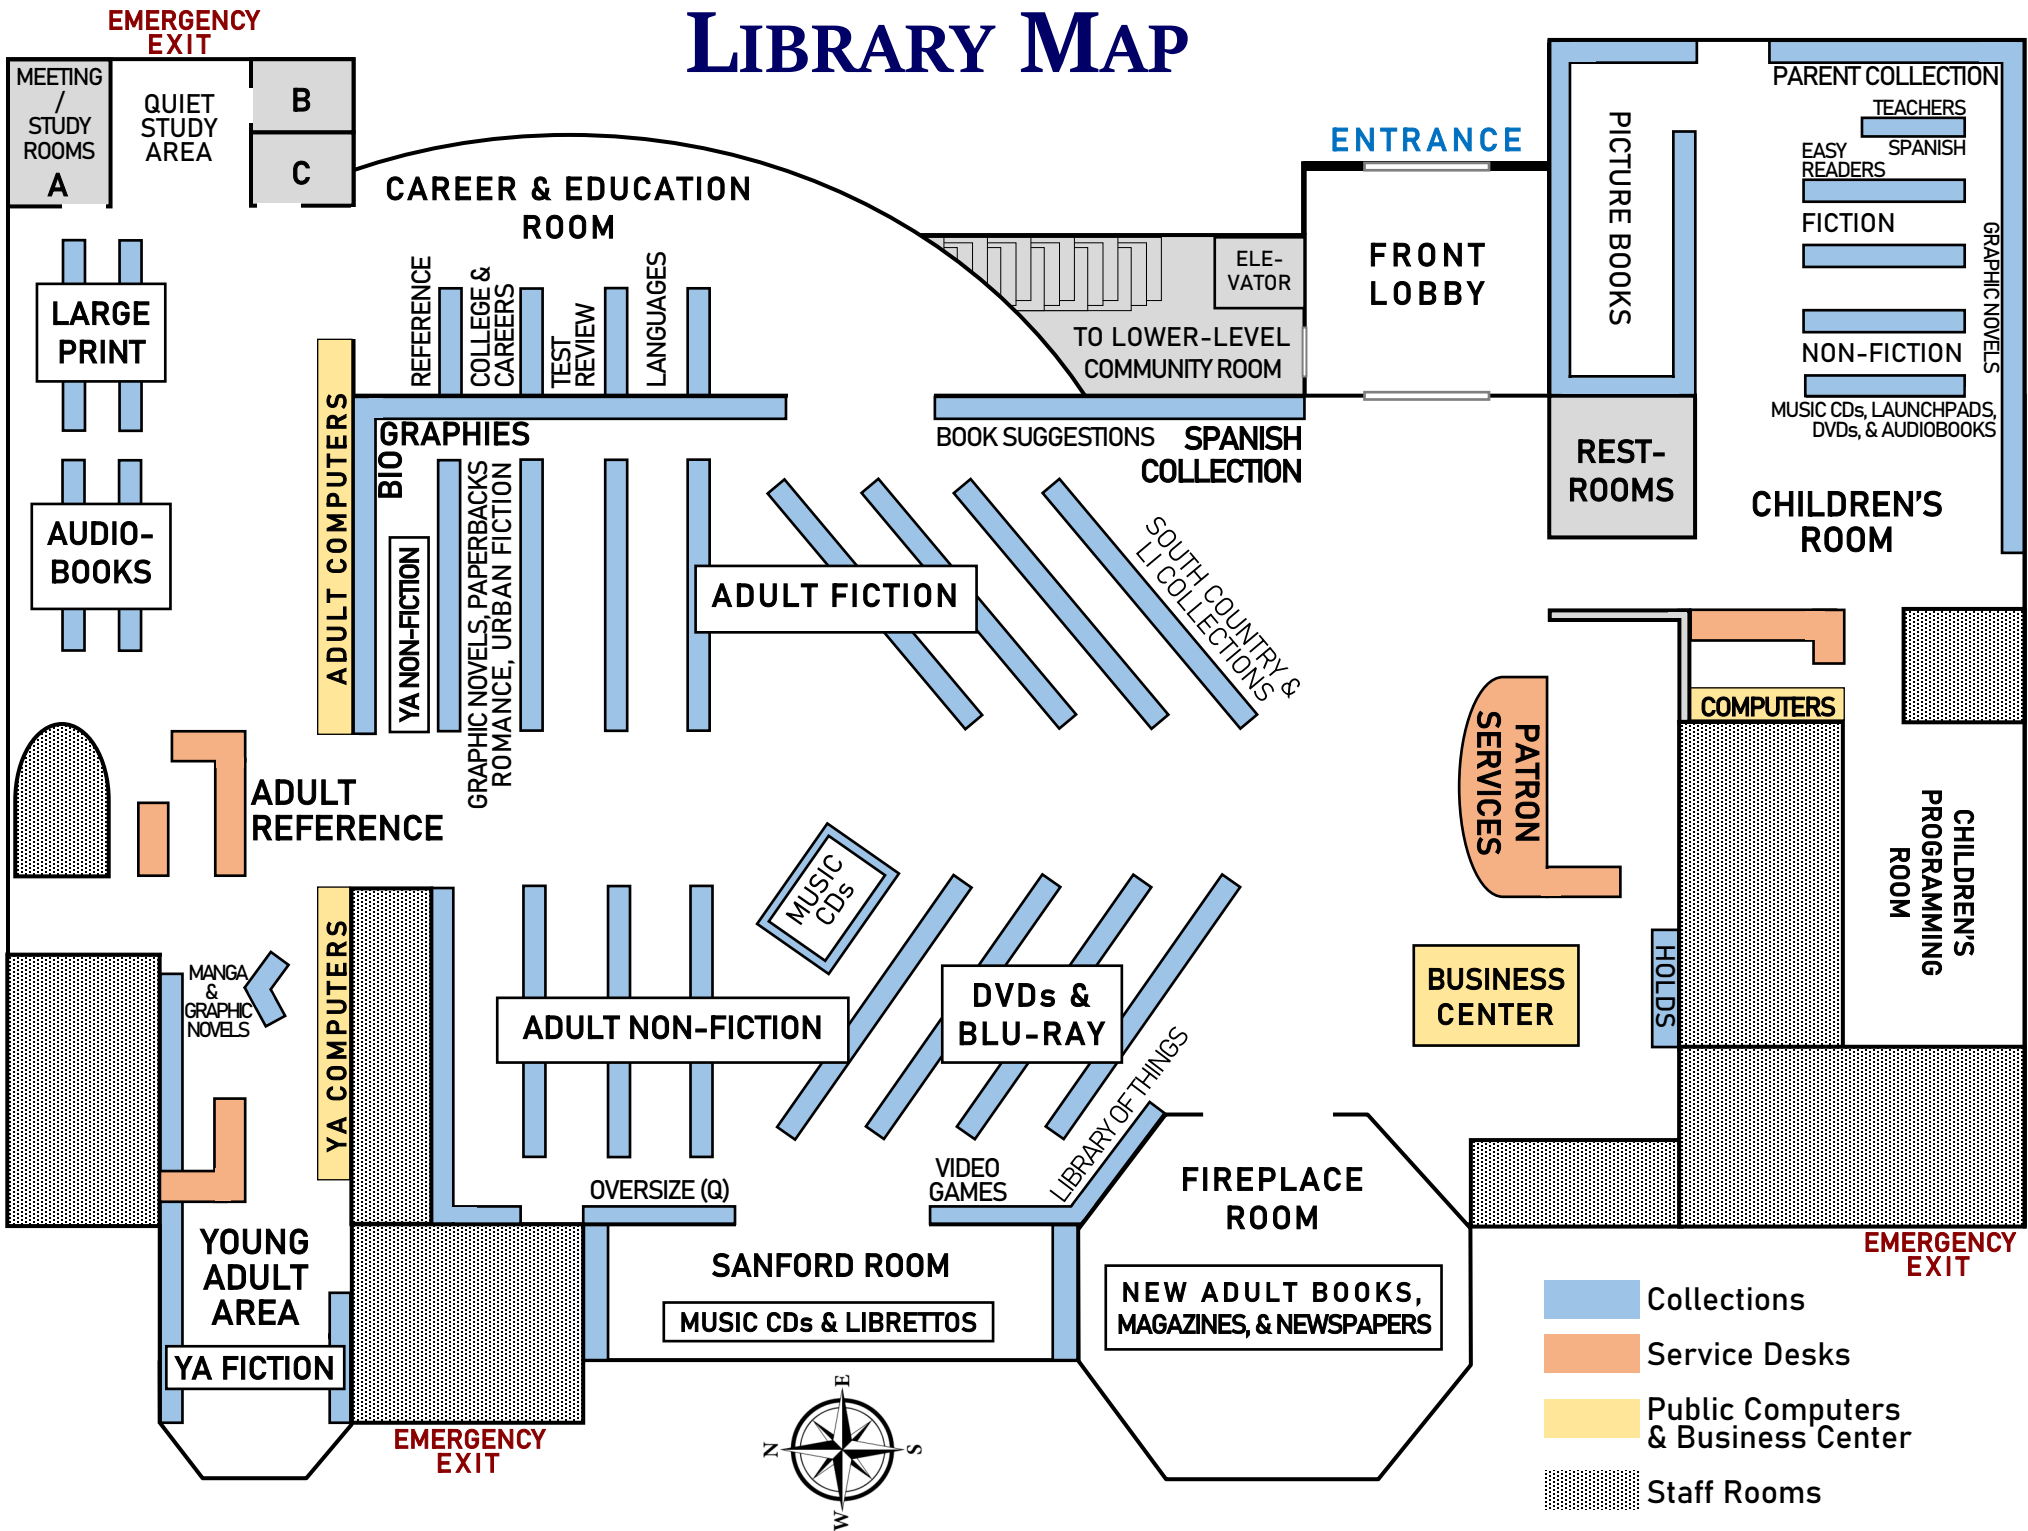 LIBRARY MAP
EMERGENCY
EXIT
MEETING
/
STUDY
ROOMS
A
QUIET
STUDY
AREA
B
C
CAREER & EDUCATION
ROOM
REFERENCE
COLLEGE &
CAREERS
TEST
REVIEW
LANGUAGES
ELE-
VATOR
TO LOWER-LEVEL
COMMUNITY ROOM
ENTRANCE
FRONT
LOBBY
PICTURE BOOKS
PARENT COLLECTION
TEACHERS
SPANISH
EASY
READERS
FICTION
NON-FICTION
GRAPHIC NOVELS
MUSIC CDs, LAUNCHPADS,
DVDs, & AUDIOBOOKS
REST-
ROOMS
CHILDREN'S
ROOM
LARGE
PRINT
AUDIO-
BOOKS
ADULT COMPUTERS
BIOGRAPHIES
YA NON-FICTION
GRAPHIC NOVELS, PAPERBACKS
ROMANCE, URBAN FICTION
ADULT FICTION
BOOK SUGGESTIONS
SPANISH
COLLECTION
SOUTH COUNTRY &
LI COLLECTIONS
COMPUTERS
PATRON
SERVICES
CHILDREN'S
PROGRAMMING
ROOM
ADULT
REFERENCE
MUSIC
CDs
MANGA
&
GRAPHIC
NOVELS
YA COMPUTERS
ADULT NON-FICTION
DVDs &
BLU-RAY
LIBRARY OF THINGS
BUSINESS
CENTER
HOLDS
OVERSIZE (Q)
VIDEO
GAMES
YOUNG
ADULT
AREA
YA FICTION
SANFORD ROOM
MUSIC CDs & LIBRETTOS
FIREPLACE
ROOM
NEW ADULT BOOKS,
MAGAZINES, & NEWSPAPERS
EMERGENCY
EXIT
EMERGENCY
EXIT
E
N
S
W
Collections
Service Desks
Public Computers
& Business Center
Staff Rooms